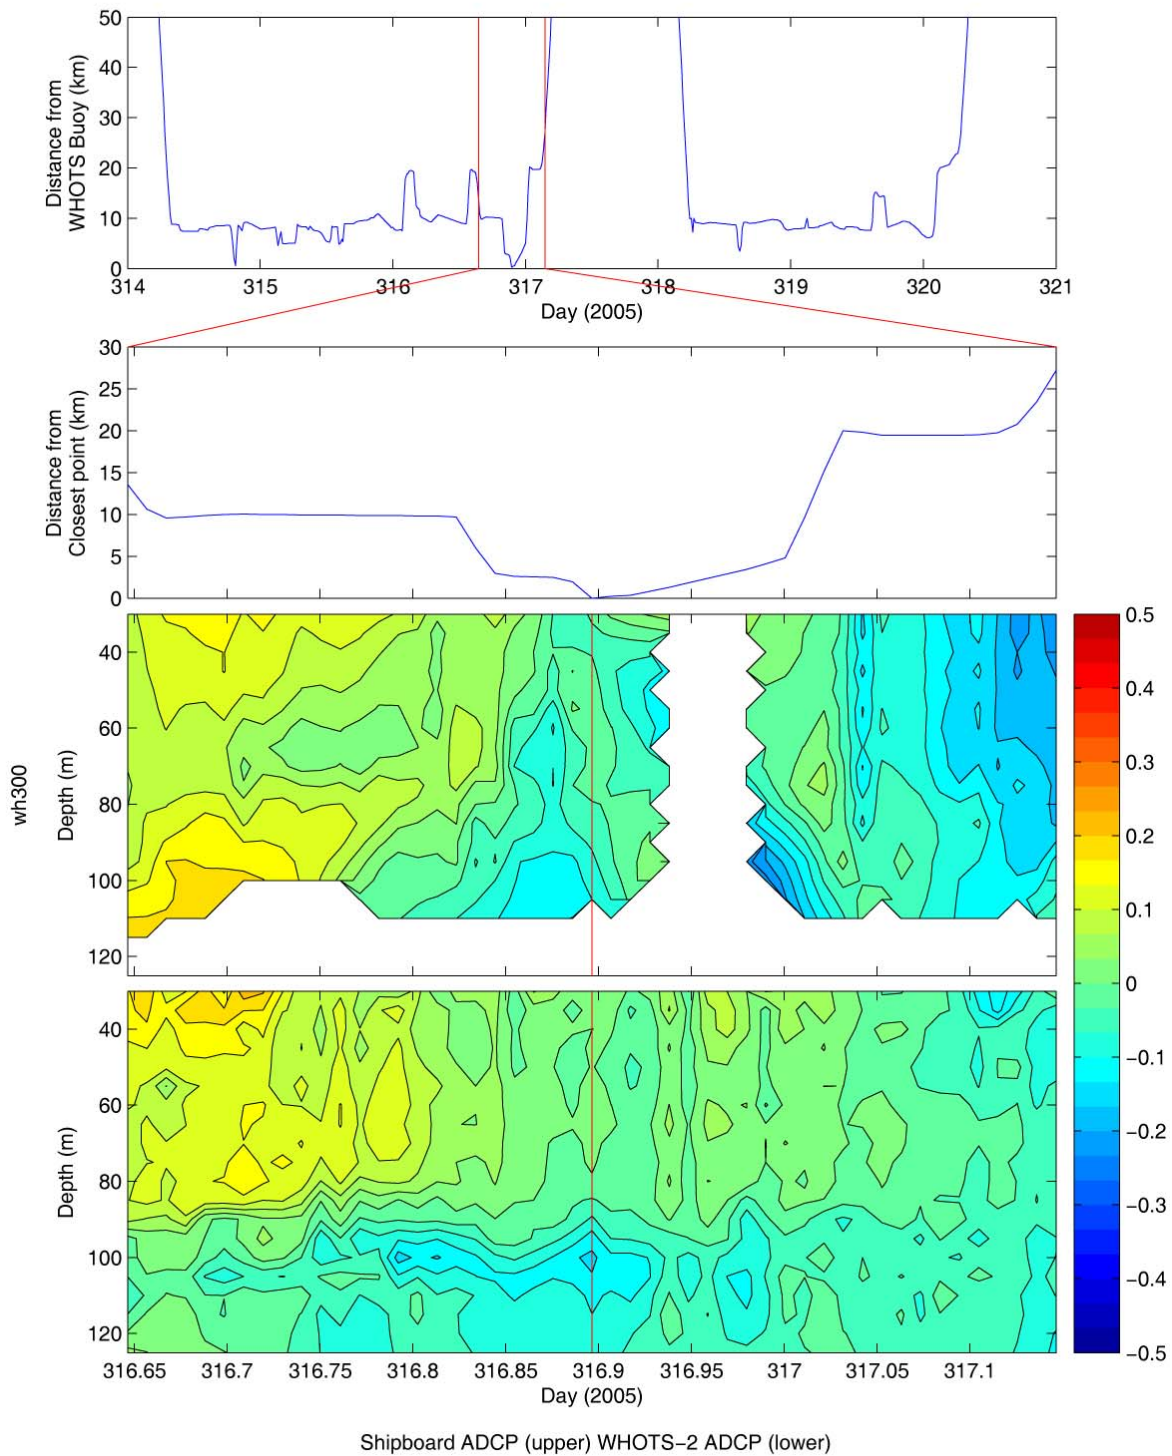 50
40
30
20
10
0
Distance from
WHOTS Buoy (km)
314 315 316 317 318 319 320 321
Day (2005)
30
25
20
15
10
5
0
Distance from
Closest point (km)
40
60
80
100
120
Depth (m)
wh300
0.5
0.4
0.3
0.2
0.1
0
−0.1
−0.2
−0.3
−0.4
−0.5
40
60
80
100
120
Depth (m)
316.65 316.7 316.75 316.8 316.85 316.9 316.95 317 317.05 317.1
Day (2005)
Shipboard ADCP (upper) WHOTS−2 ADCP (lower)